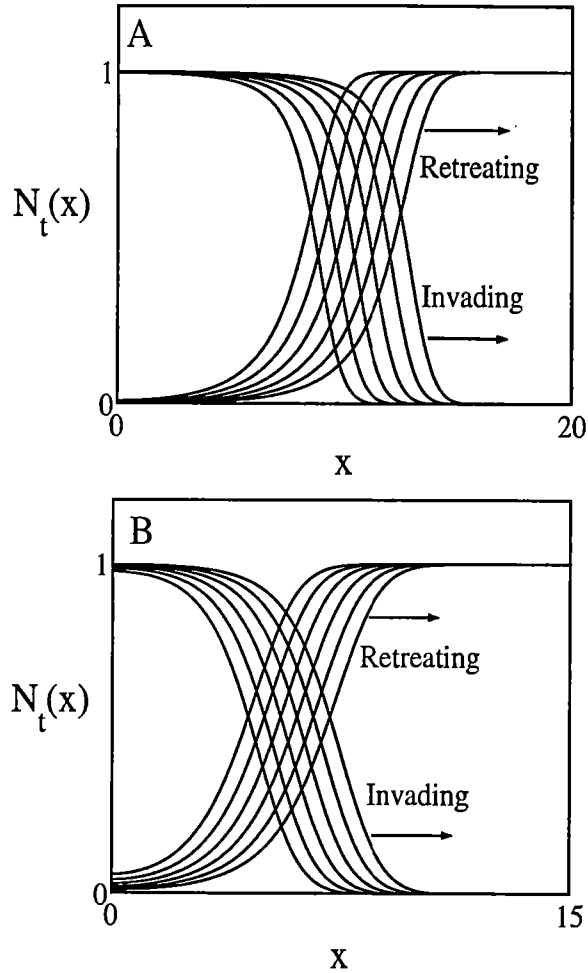 A
1
Retreating
N_t(x)
Invading
0
0
20
x
B
1
Retreating
N_t(x)
Invading
0
0
15
x